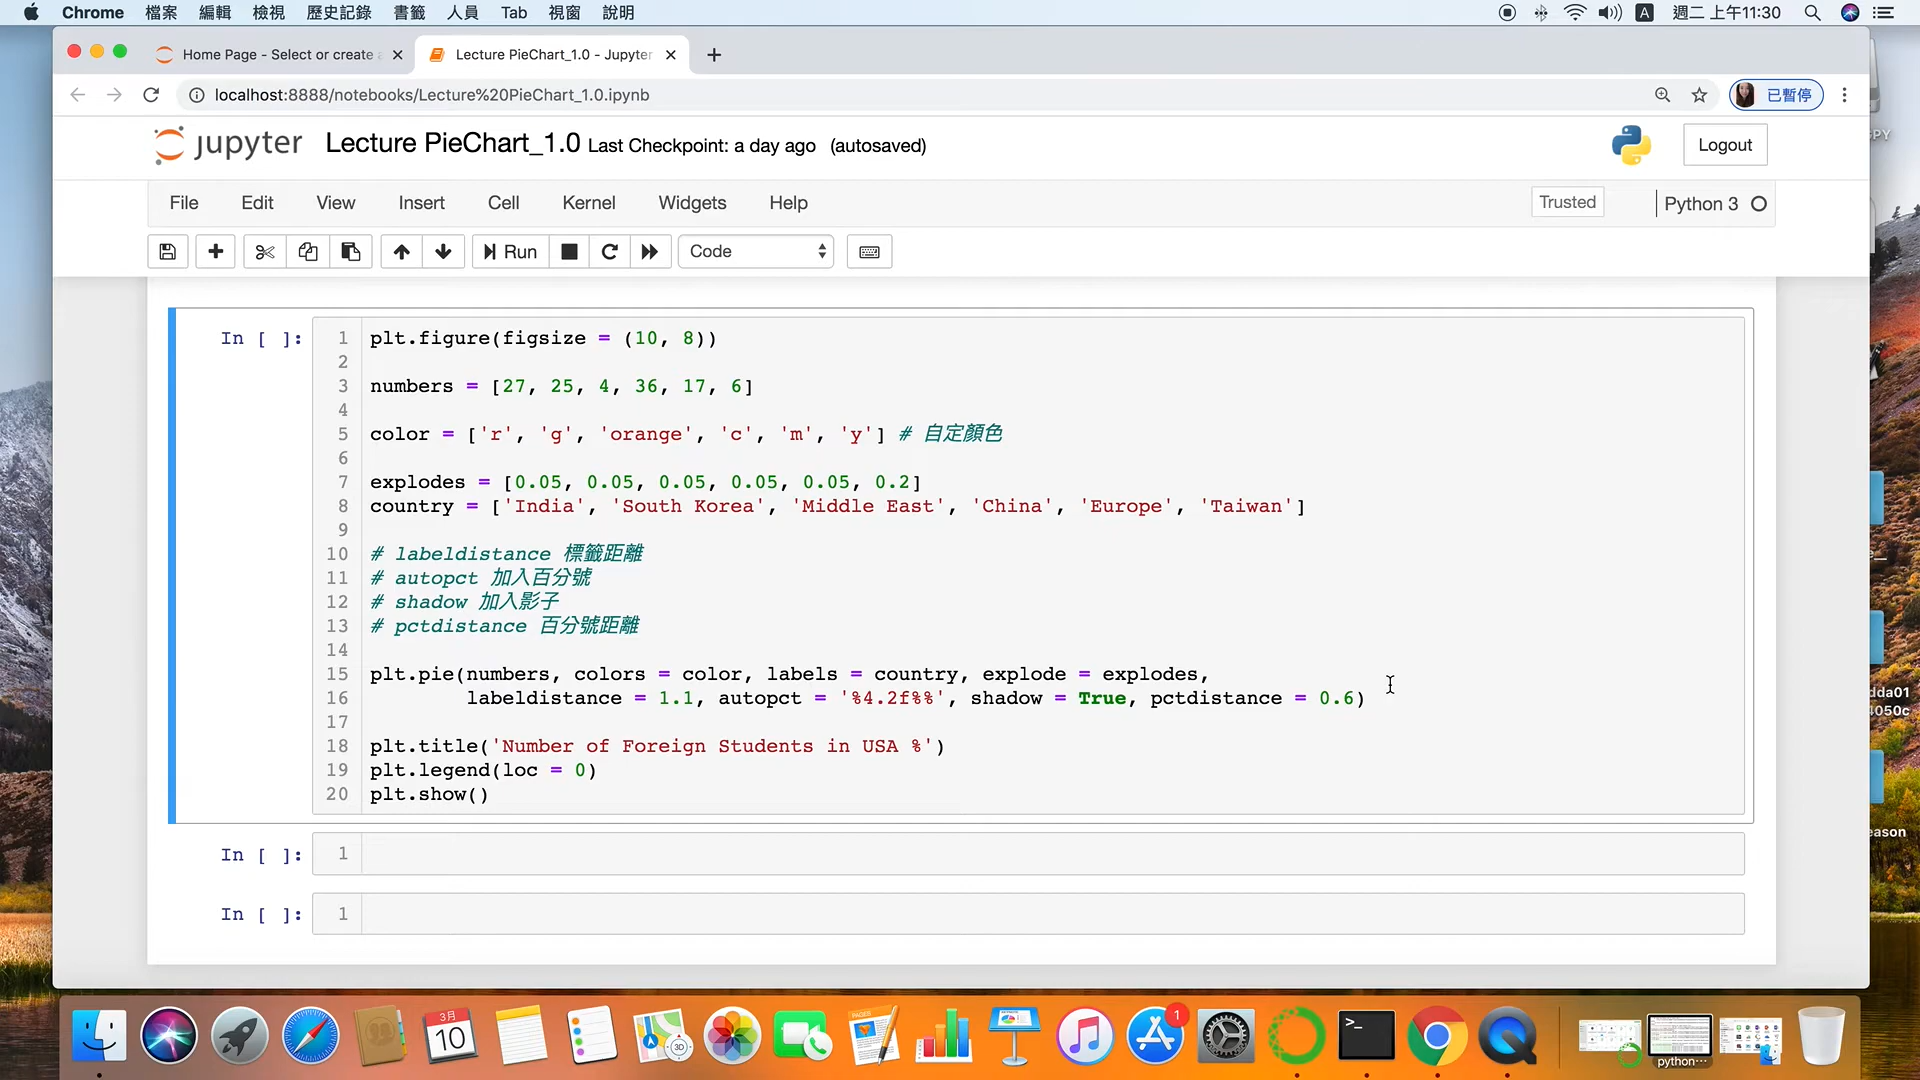 Chrome 檔案 編輯 檢視 歷史記錄 書籤 人員 Tab 視窗 說明 A 週二 上午11:30
Home Page - Select or create a
Lecture PieChart_1.0 - Jupyter
localhost:8888/notebooks/Lecture%20PieChart_1.0.ipynb
已暫停
jupyter Lecture PieChart_1.0 Last Checkpoint: a day ago (autosaved)
Logout
File Edit View Insert Cell Kernel Widgets Help
Trusted
Python 3
Run
Code
In [ ]:
1 plt.figure(figsize = (10, 8))
2
3 numbers = [27, 25, 4, 36, 17, 6]
4
5 color = ['r', 'g', 'orange', 'c', 'm', 'y'] # 自定顏色
6
7 explodes = [0.05, 0.05, 0.05, 0.05, 0.05, 0.2]
8 country = ['India', 'South Korea', 'Middle East', 'China', 'Europe', 'Taiwan']
9
10 # labeldistance 標籤距離
11 # autopct 加入百分號
12 # shadow 加入影子
13 # pctdistance 百分號距離
14
15 plt.pie(numbers, colors = color, labels = country, explode = explodes,
16 labeldistance = 1.1, autopct = '%4.2f%%', shadow = True, pctdistance = 0.6)
17
18 plt.title('Number of Foreign Students in USA %')
19 plt.legend(loc = 0)
20 plt.show()
In [ ]: 1
In [ ]: 1
dda01
4050c
eason
3月
10
PAGES
3D
1
>_
python…